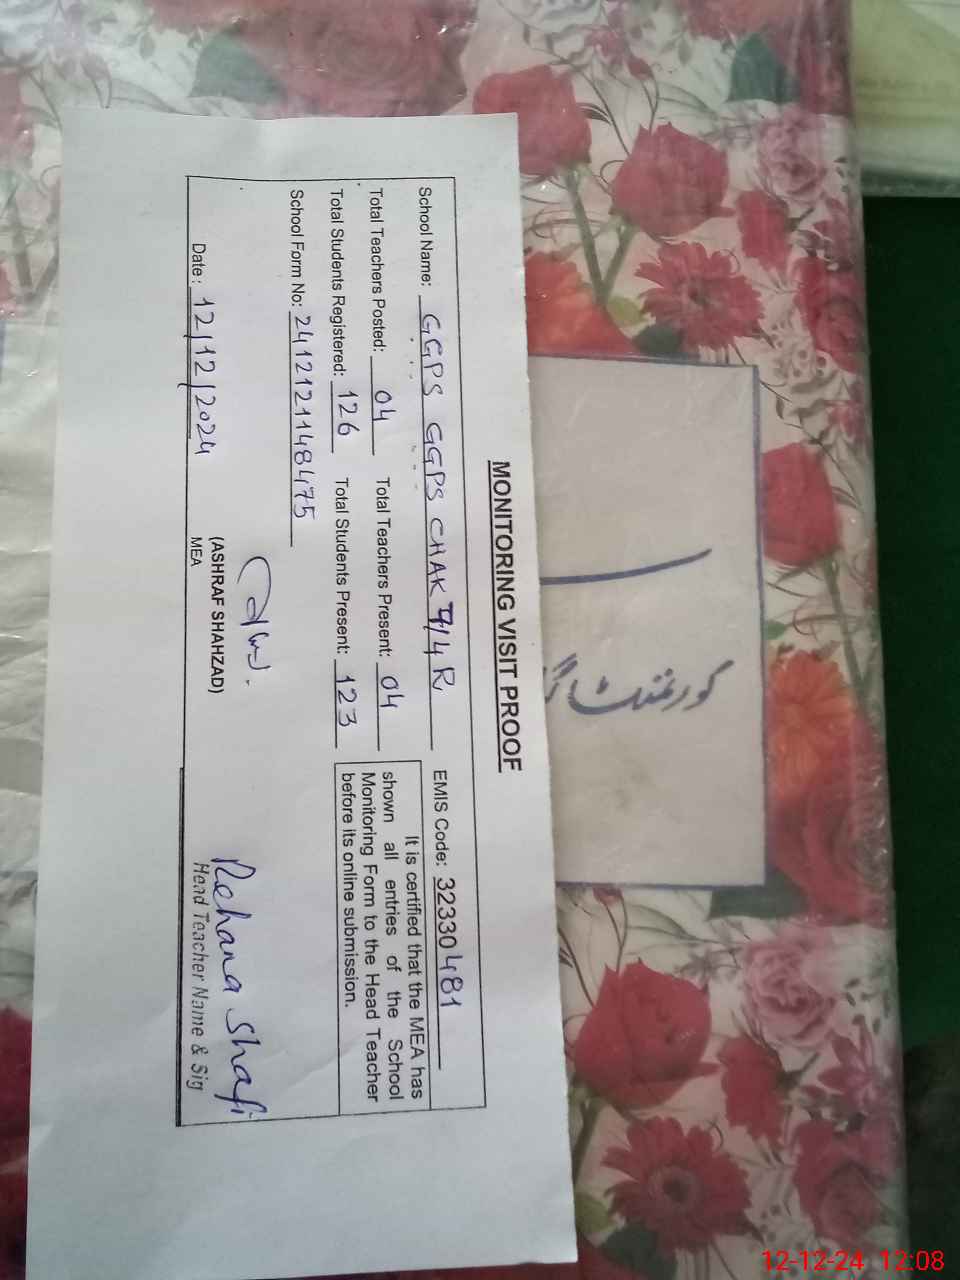 MONITORING VISIT PROOF
School Name: GGPS GGPS CHAK 7/4R EMIS Code: 32330481
Total Teachers Posted: 04 Total Teachers Present: 04
Total Students Registered: 126 Total Students Present: 123
It is certified that the MEA has
shown all entries of the School
Monitoring Form to the Head Teacher
before its online submission.
School Form No: 241212148475
Date: 12/12/2024
(ASHRAF SHAHZAD)
MEA
Rehana Shafi
Head Teacher Name & Sig
گورنمنٹ
12-12-24 12:08